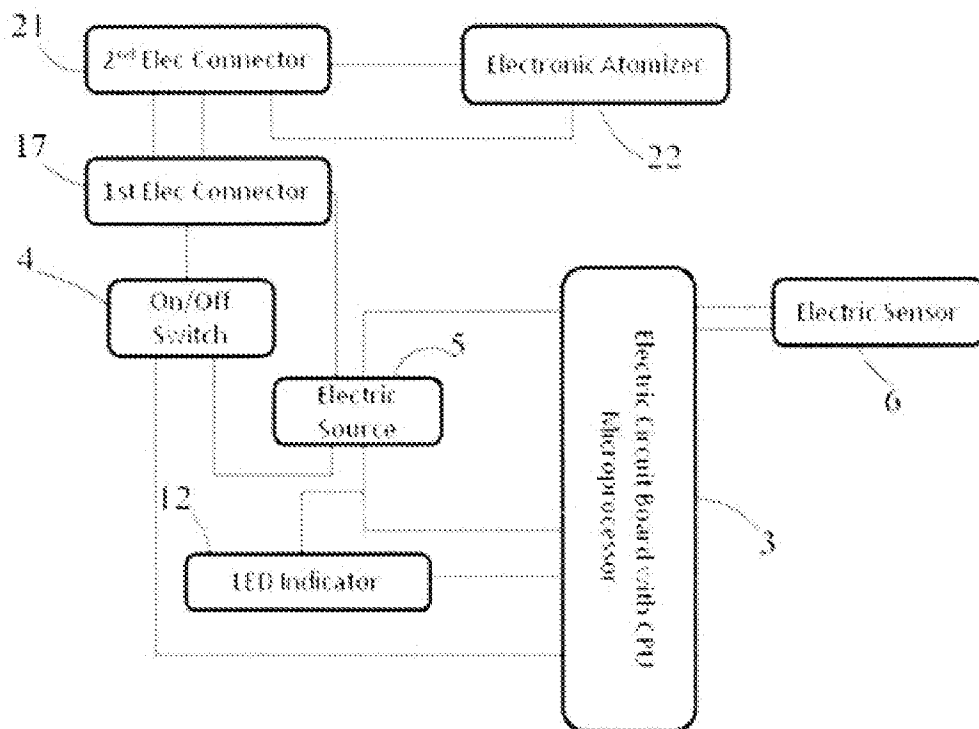 21
2nd Elec Connector
Electronic Atomizer
22
17
1st Elec Connector
4
On/Off
Switch
5
Electric
Source
Electric Sensor
6
Electric Circuit Board with CPU
Microprocessor
3
12
LED Indicator